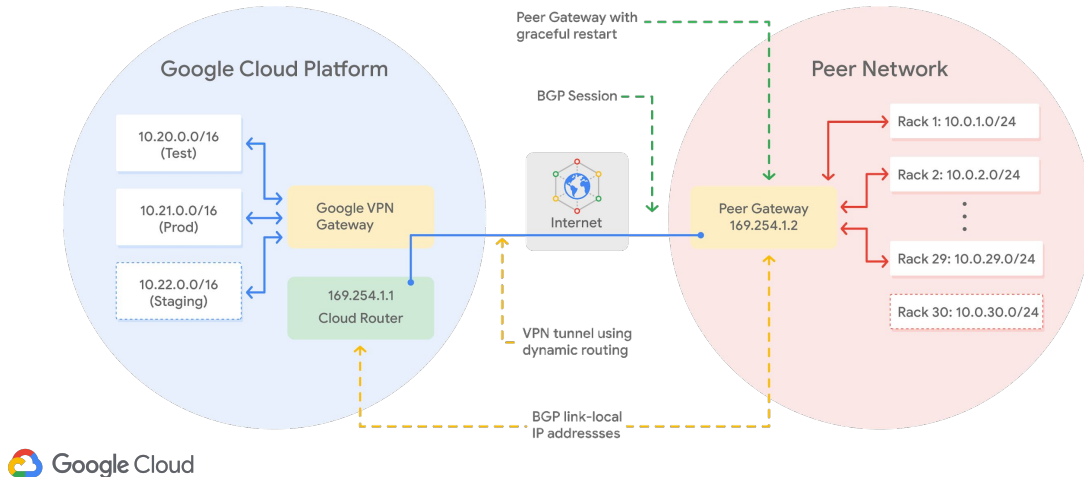 Peer Gateway with
graceful restart
Google Cloud Platform
Peer Network
BGP Session
10.20.0.0/16
(Test)
10.21.0.0/16
(Prod)
10.22.0.0/16
(Staging)
Google VPN
Gateway
169.254.1.1
Cloud Router
Internet
Peer Gateway
169.254.1.2
Rack 1: 10.0.1.0/24
Rack 2: 10.0.2.0/24
Rack 29: 10.0.29.0/24
Rack 30: 10.0.30.0/24
VPN tunnel using
dynamic routing
BGP link-local
IP addressses
Google Cloud